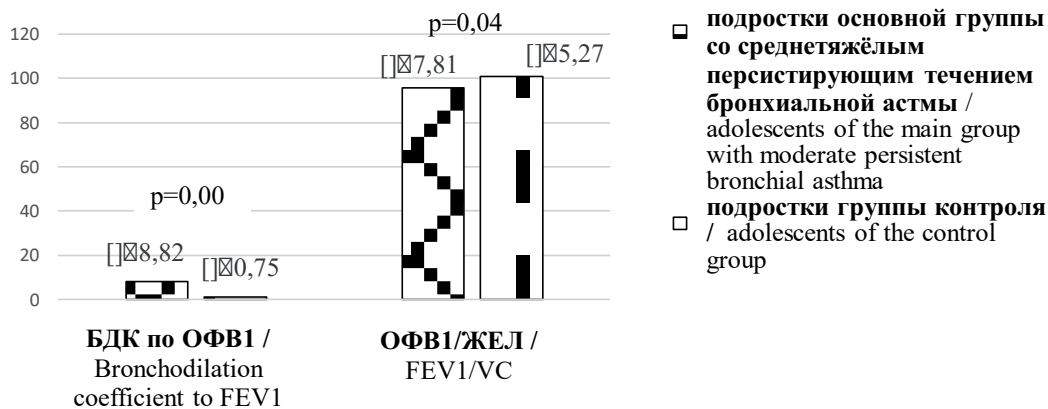 p=0,04
120
[]8,82
[]0,75
[]7,81
[]5,27
100
80
60
p=0,00
40
20
0
БДК по ОФВ1 /
Bronchodilation
coefficient to FEV1
ОФВ1/ЖЕЛ /
FEV1/VC
подростки основной группы
со среднетяжёлым
персистирующим течением
бронхиальной астмы /
adolescents of the main group
with moderate persistent
bronchial asthma
подростки группы контроля
/ adolescents of the control
group